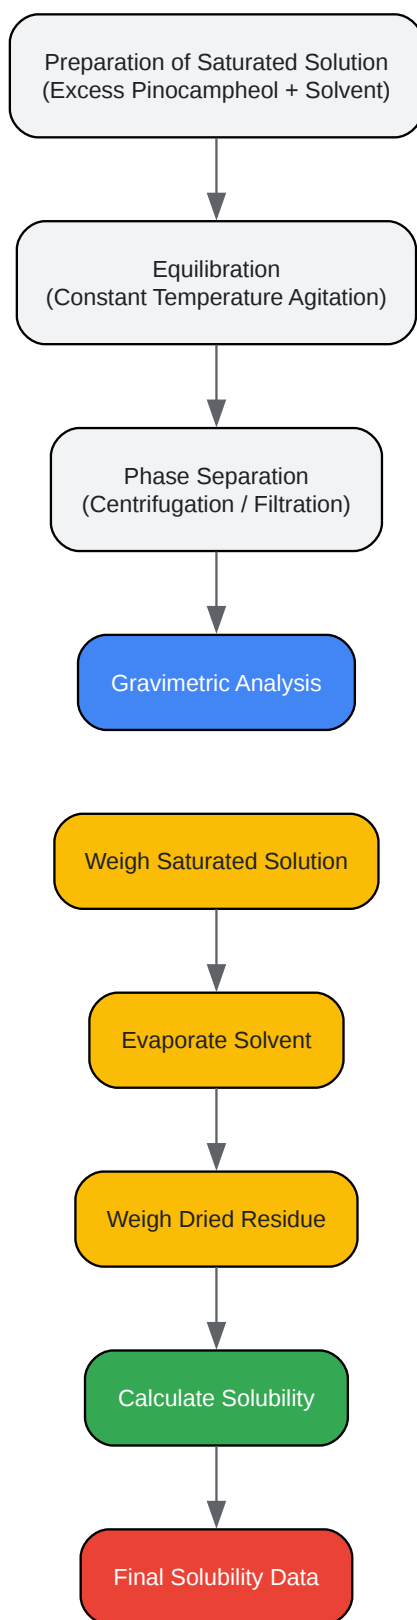 Preparation of Saturated Solution
(Excess Pinocampheol + Solvent)
Equilibration
(Constant Temperature Agitation)
Phase Separation
(Centrifugation / Filtration)
Gravimetric Analysis
Weigh Saturated Solution
Evaporate Solvent
Weigh Dried Residue
Calculate Solubility
Final Solubility Data